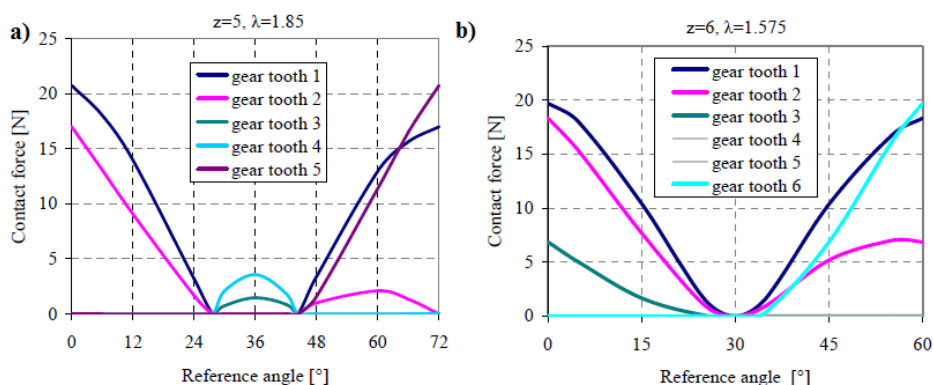 a)
z=5, λ=1.85
25
20
15
10
5
0
Contact force [N]
gear tooth 1
gear tooth 2
gear tooth 3
gear tooth 4
gear tooth 5
0 12 24 36 48 60 72
Reference angle [°]
b)
z=6, λ=1.575
25
20
15
10
5
0
Contact force [N]
gear tooth 1
gear tooth 2
gear tooth 3
gear tooth 4
gear tooth 5
gear tooth 6
0 15 30 45 60
Reference angle [°]